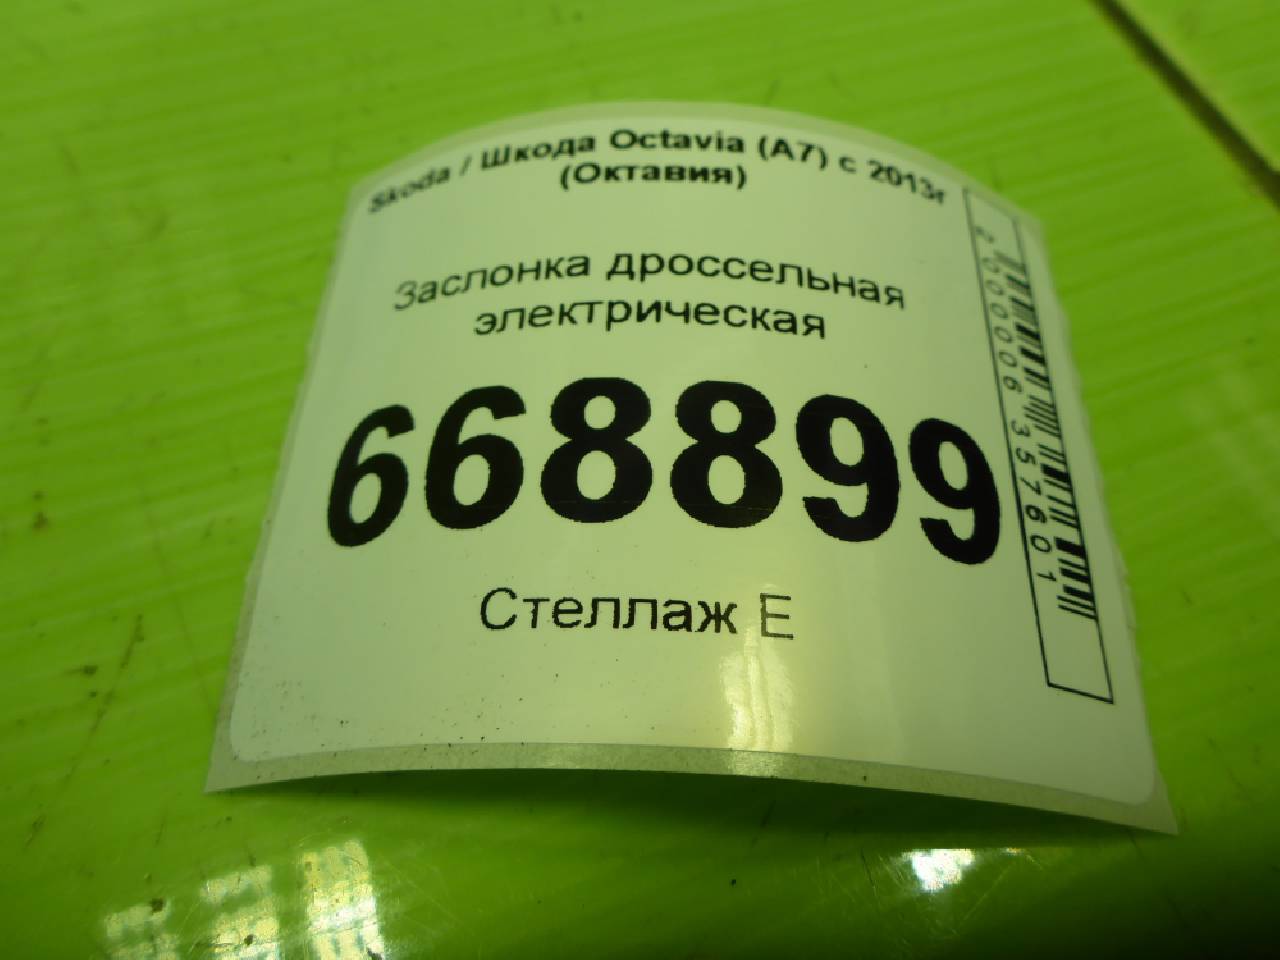 Skoda / Шкода Octavia (A7) с 2013г
(Октавия)
Заслонка дроссельная
электрическая
668899
Стеллаж Е
2000006357601